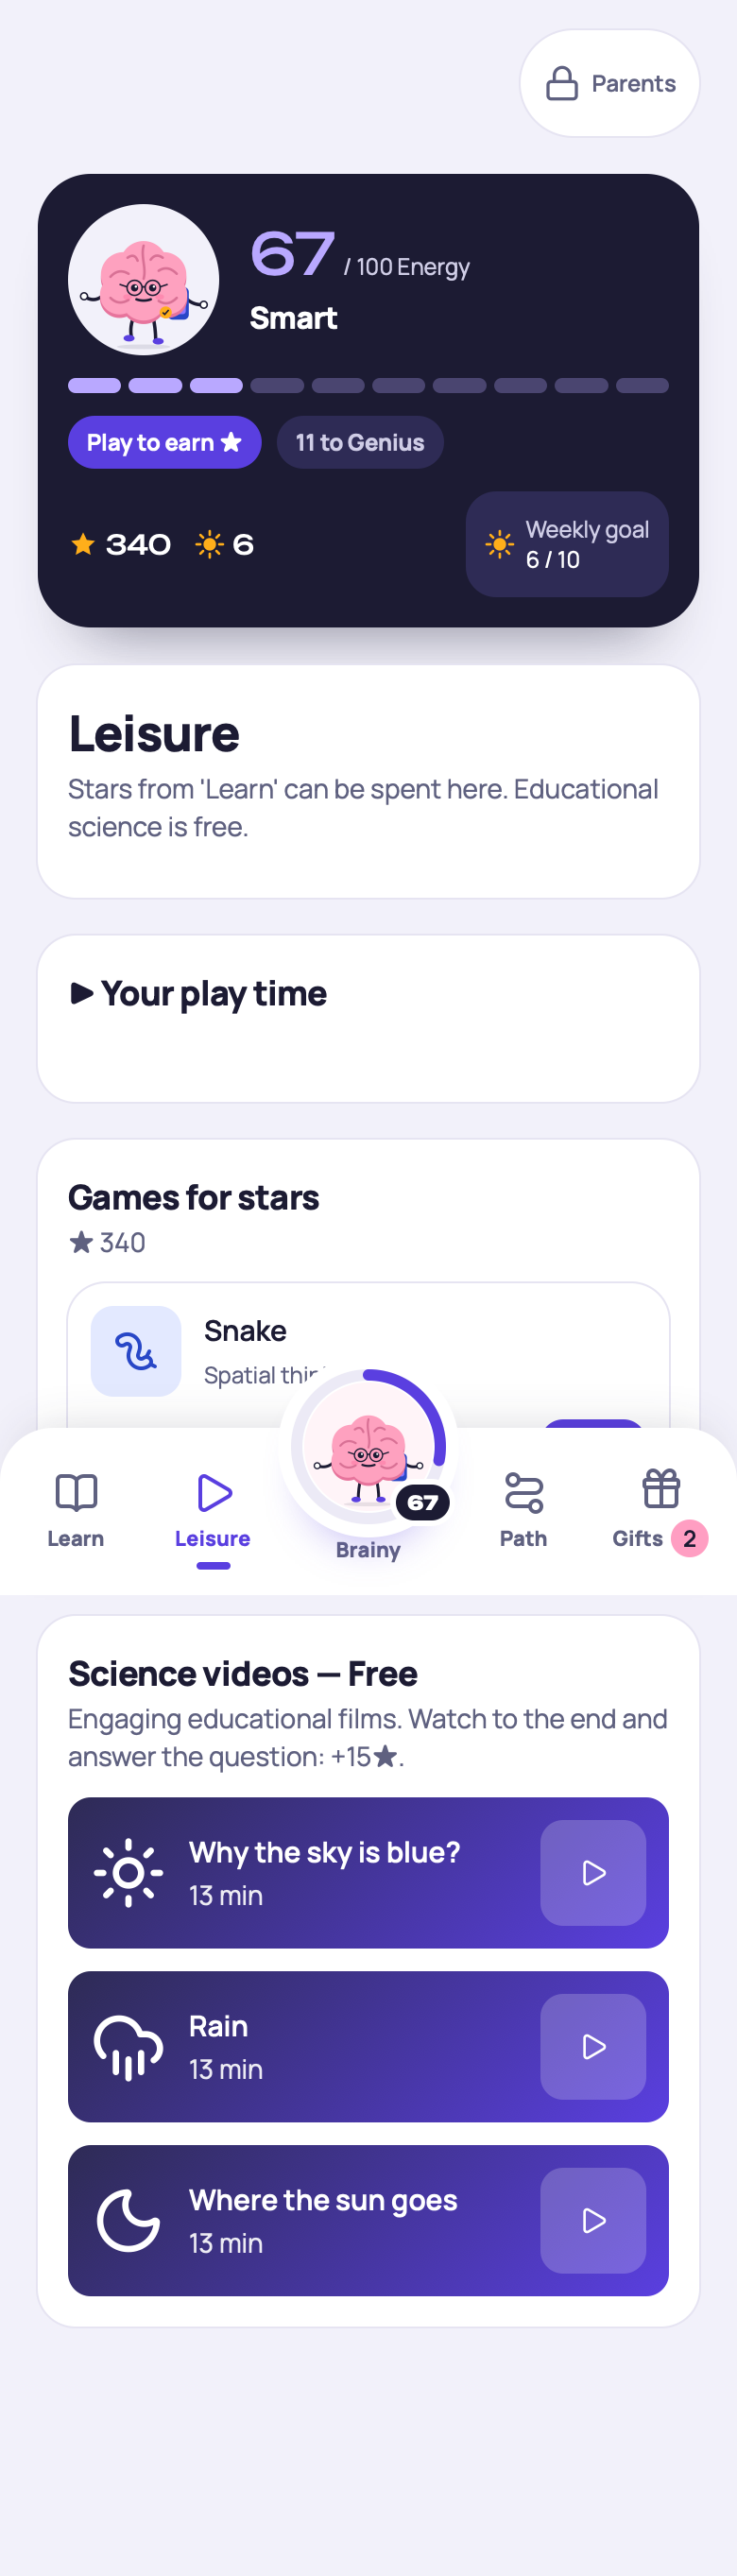 Parents
67 / 100 Energy
Smart
Play to earn ★
11 to Genius
340
6
Weekly goal
6 / 10
Leisure
Stars from 'Learn' can be spent here. Educational
science is free.
Your play time
Games for stars
★ 340
Snake
Spatial
67
Learn
Leisure
Brainy
Path
Gifts 2
Science videos — Free
Engaging educational films. Watch to the end and
answer the question: +15★.
Why the sky is blue?
13 min
Rain
13 min
Where the sun goes
13 min